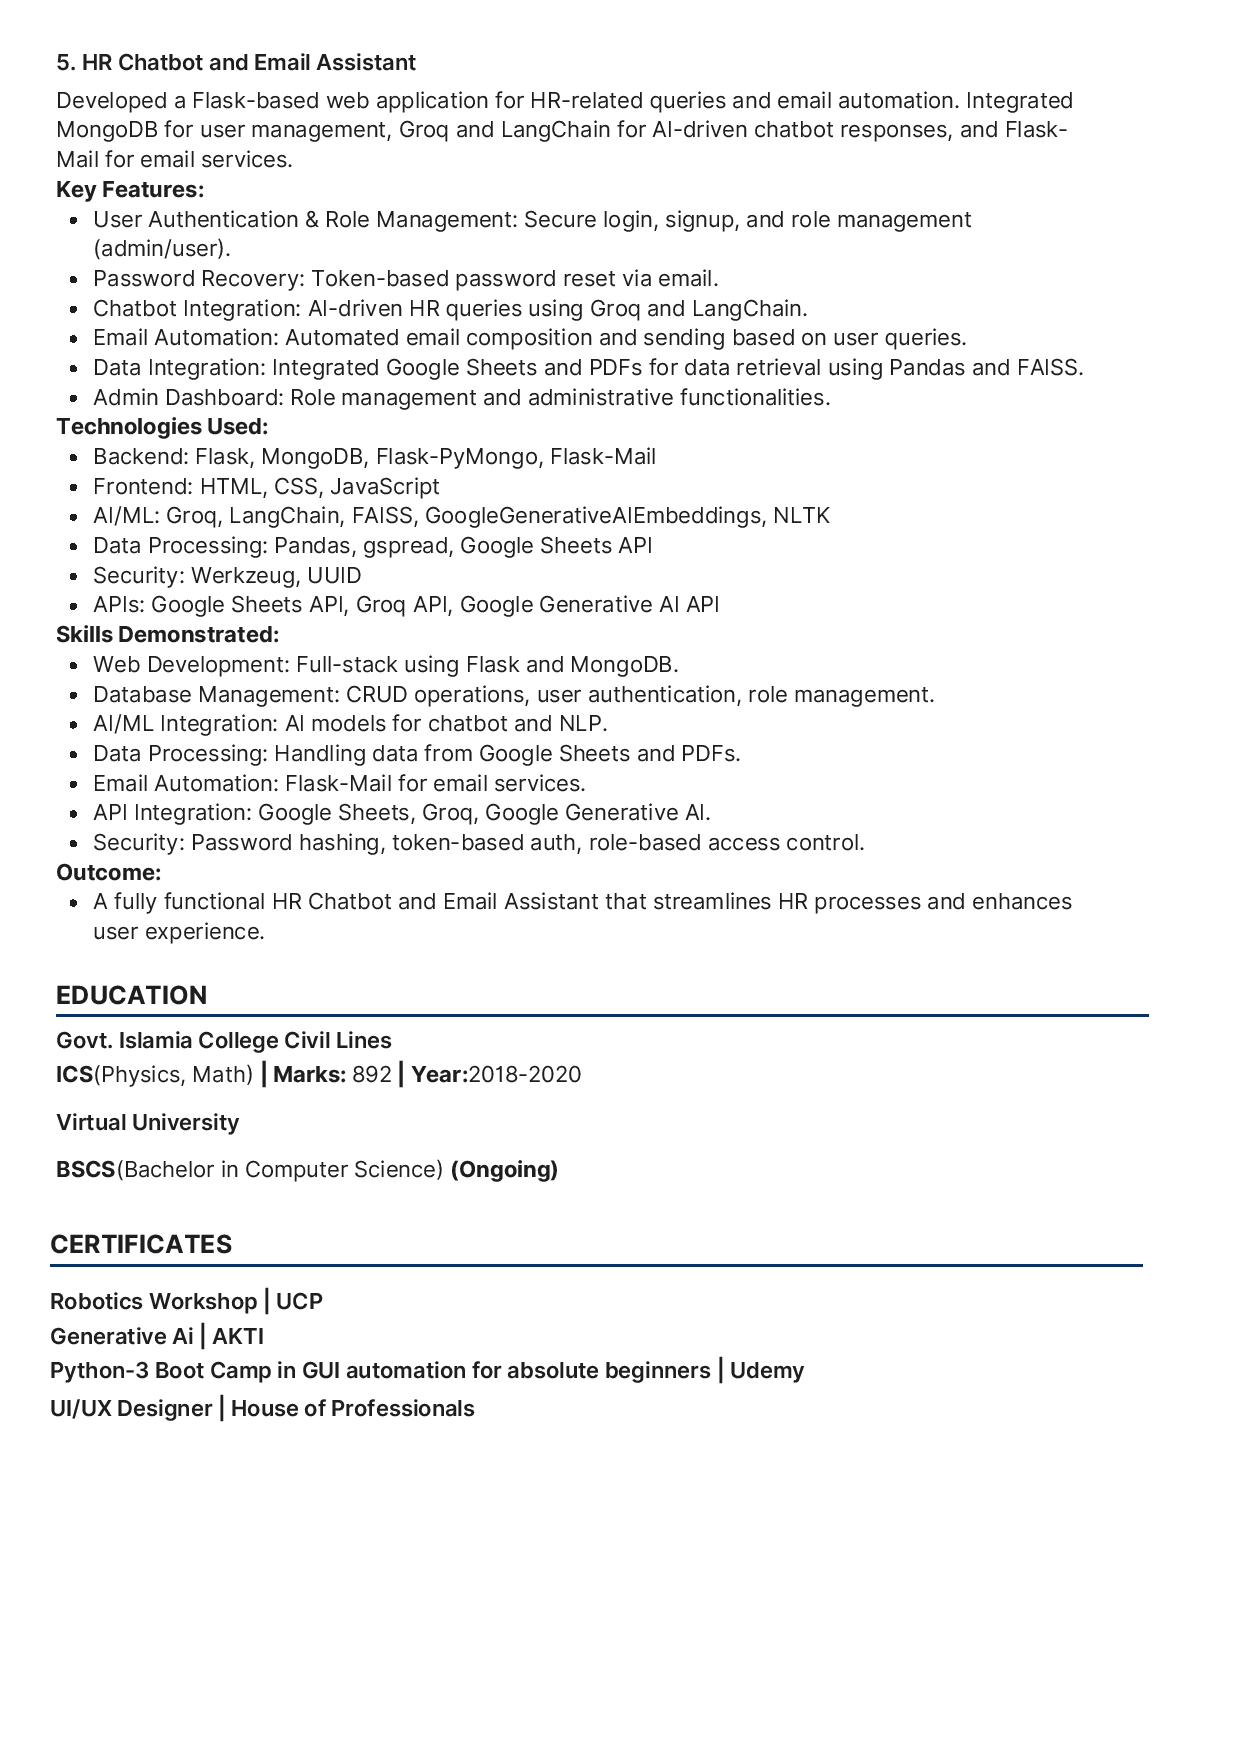 5. HR Chatbot and Email Assistant
Developed a Flask-based web application for HR-related queries and email automation. Integrated
MongoDB for user management, Groq and LangChain for AI-driven chatbot responses, and Flask-
Mail for email services.
Key Features:
• User Authentication & Role Management: Secure login, signup, and role management
(admin/user).
• Password Recovery: Token-based password reset via email.
• Chatbot Integration: AI-driven HR queries using Groq and LangChain.
• Email Automation: Automated email composition and sending based on user queries.
• Data Integration: Integrated Google Sheets and PDFs for data retrieval using Pandas and FAISS.
• Admin Dashboard: Role management and administrative functionalities.
Technologies Used:
• Backend: Flask, MongoDB, Flask-PyMongo, Flask-Mail
• Frontend: HTML, CSS, JavaScript
• AI/ML: Groq, LangChain, FAISS, GoogleGenerativeAIEmbeddings, NLTK
• Data Processing: Pandas, gspread, Google Sheets API
• Security: Werkzeug, UUID
• APIs: Google Sheets API, Groq API, Google Generative AI API
Skills Demonstrated:
• Web Development: Full-stack using Flask and MongoDB.
• Database Management: CRUD operations, user authentication, role management.
• AI/ML Integration: AI models for chatbot and NLP.
• Data Processing: Handling data from Google Sheets and PDFs.
• Email Automation: Flask-Mail for email services.
• API Integration: Google Sheets, Groq, Google Generative AI.
• Security: Password hashing, token-based auth, role-based access control.
Outcome:
• A fully functional HR Chatbot and Email Assistant that streamlines HR processes and enhances
user experience.
EDUCATION
Govt. Islamia College Civil Lines
ICS(Physics, Math) | Marks: 892 | Year:2018-2020
Virtual University
BSCS(Bachelor in Computer Science) (Ongoing)
CERTIFICATES
Robotics Workshop | UCP
Generative Ai | AKTI
Python-3 Boot Camp in GUI automation for absolute beginners | Udemy
UI/UX Designer | House of Professionals